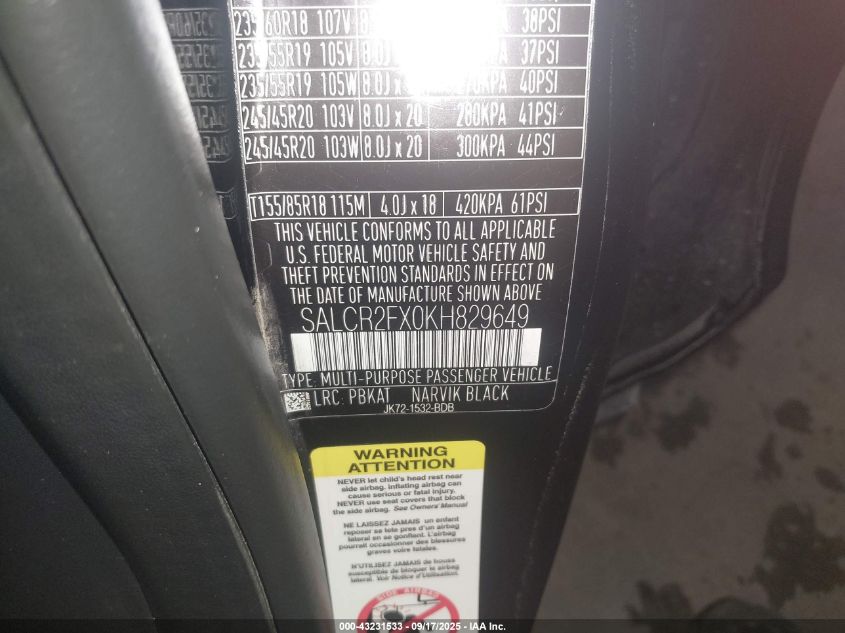 235/60R18 107V 38PSI
235/55R19 105V 8.0J 37PSI
235/55R19 105W 8.0J x 40PSI
245/45R20 103V 8.0J x 20 280KPA 41PSI
245/45R20 103W 8.0J x 20 300KPA 44PSI
T155/85R18 115M 4.0J x 18 420KPA 61PSI
THIS VEHICLE CONFORMS TO ALL APPLICABLE
U.S. FEDERAL MOTOR VEHICLE SAFETY AND
THEFT PREVENTION STANDARDS IN EFFECT ON
THE DATE OF MANUFACTURE SHOWN ABOVE
SALCR2FX0KH829649
TYPE: MULTI-PURPOSE PASSENGER VEHICLE
LRC: PBKAT NARVIK BLACK
JK72-1532-BDB
WARNING
ATTENTION
NEVER let child's head rest near
side airbag. Inflating airbag can
cause serious or fatal injury.
NEVER use seat covers that block
the side airbag. See Owners' Manual
NE LAISSEZ JAMAIS un enfant
reposer sa tete pres d'un airbag
lateral en se gonflant. L'airbag
pourrait occasionner des blessures
graves voire fatales.
N'UTILISEZ JAMAIS de housse
susceptible de bloquer le airbag
lateral. Voir Notice d'Utilisation.
SIDE AIRBAG
000-43231533 - 09/17/2025 - IAA Inc.